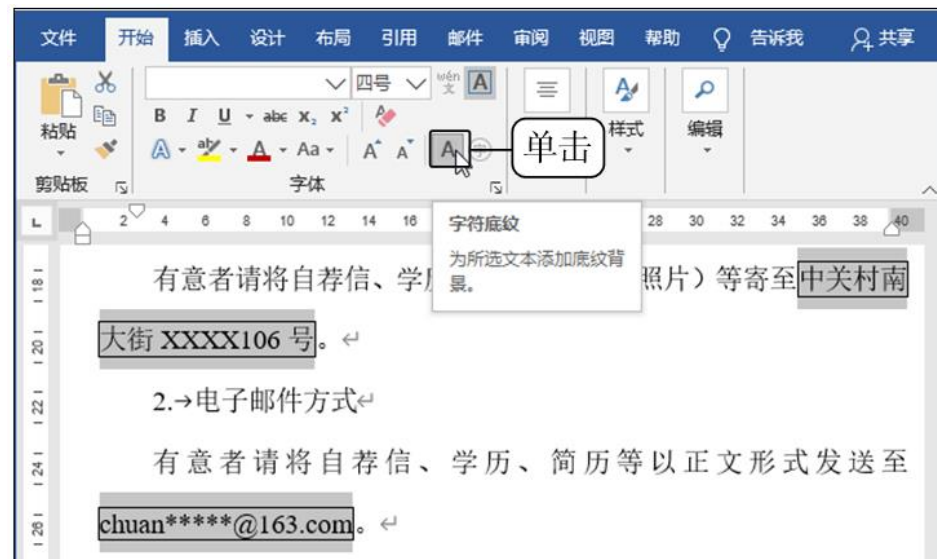 文件 开始 插入 设计 布局 引用 邮件 审阅 视图 帮助 告诉我 共享
四号 wén 文 A
粘贴 B I U abc X₂ X² 样式 编辑
A aby A Aa A A A 字 单击
剪贴板 字体
2 4 6 8 10 12 14 16 28 30 32 34 36 38 40
字符底纹
为所选文本添加底纹背
景。
有意者请将自荐信、学 照片）等寄至中关村南
大街 XXXX106 号。
2.→电子邮件方式
有意者请将自荐信、学历、简历等以正文形式发送至
chuan*****@163.com。
18
20
22
24
26